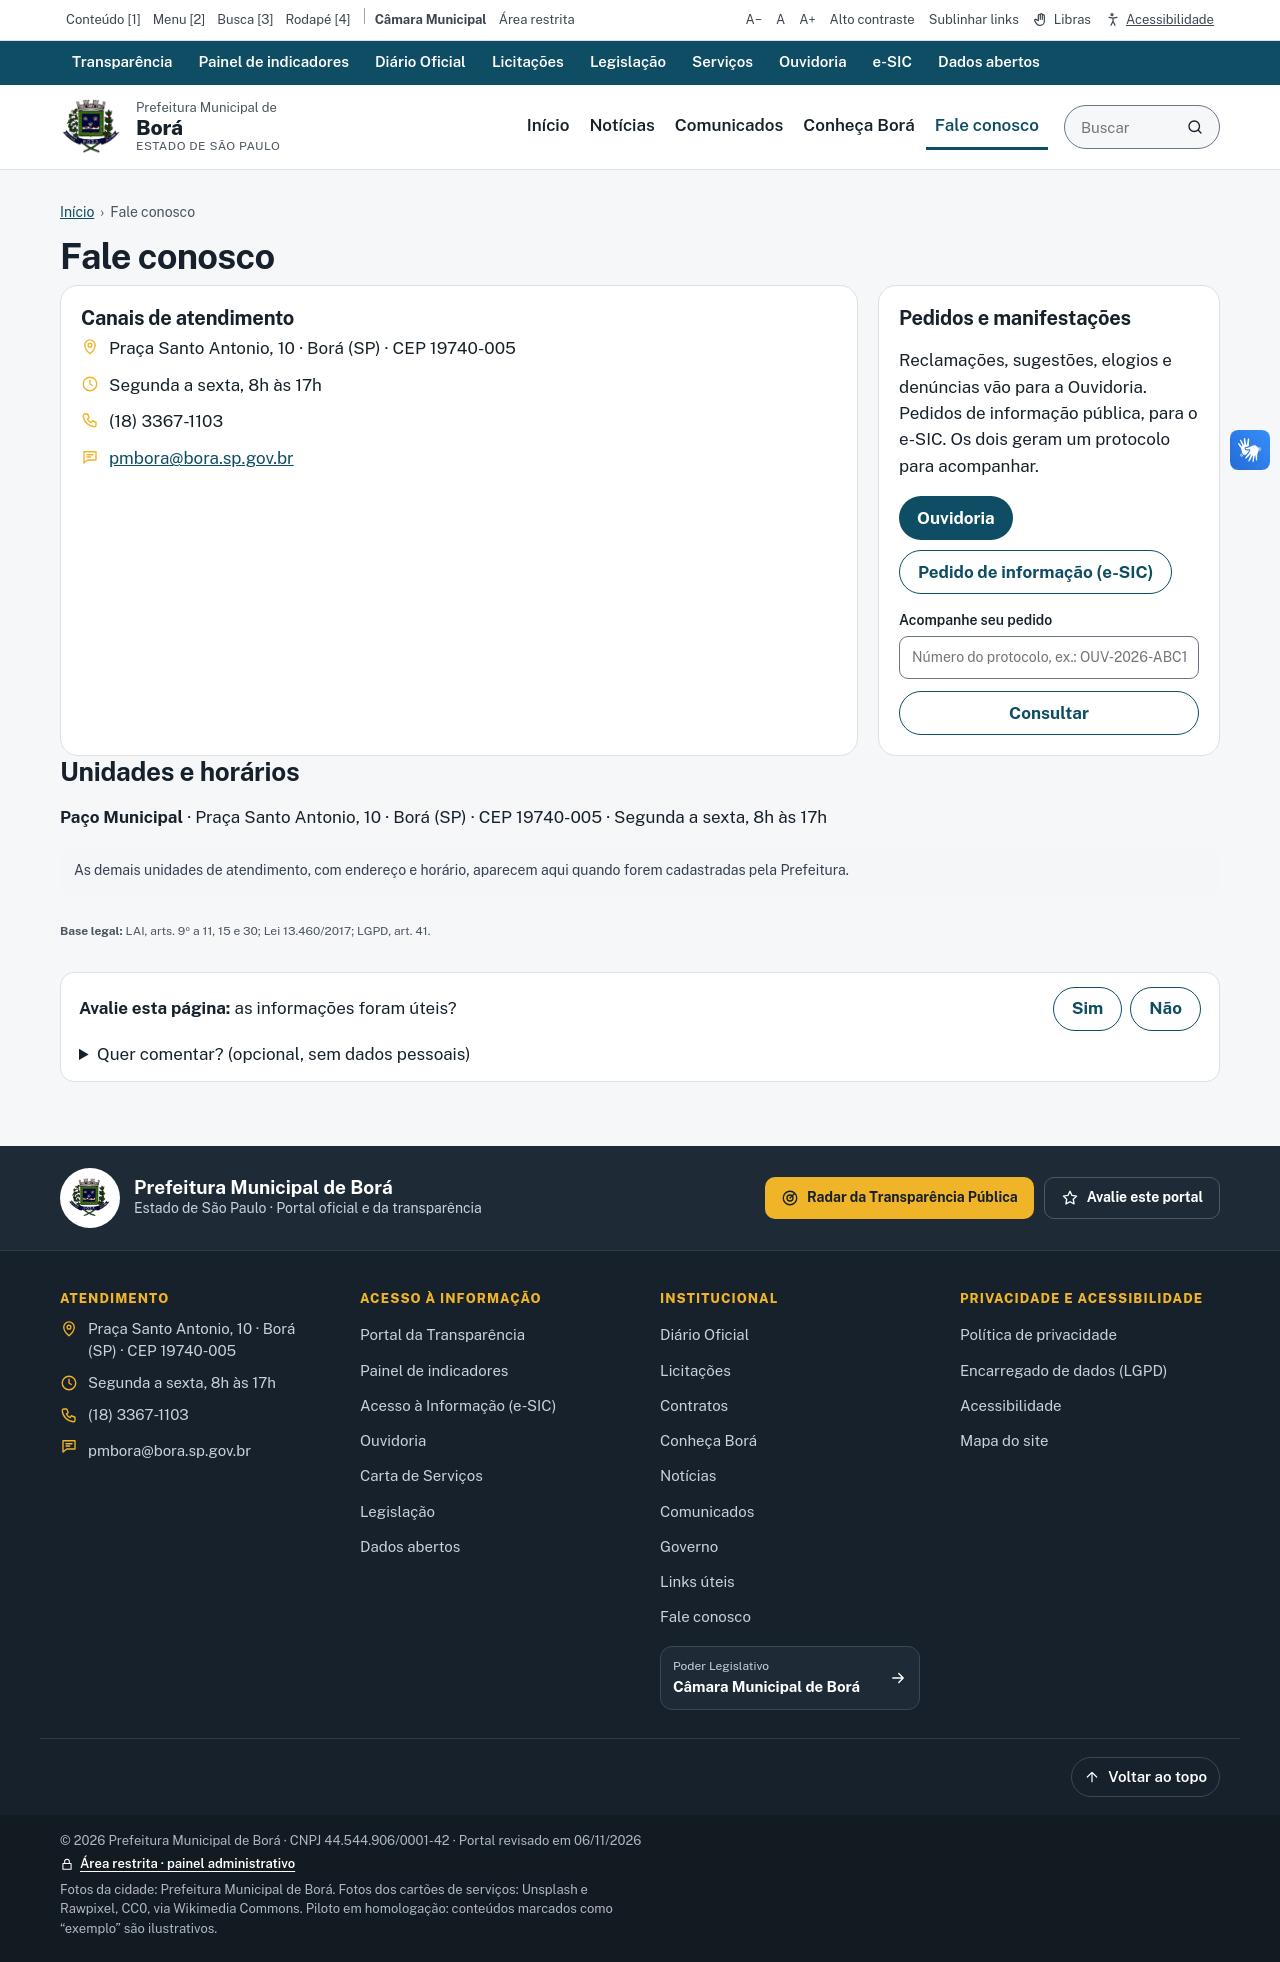 Conteúdo [1] Menu [2] Busca [3] Rodapé [4] Câmara Municipal Área restrita A− A A+ Alto contraste Sublinhar links Libras Acessibilidade
Transparência Painel de indicadores Diário Oficial Licitações Legislação Serviços Ouvidoria e-SIC Dados abertos
Prefeitura Municipal de
Borá
ESTADO DE SÃO PAULO
Início Notícias Comunicados Conheça Borá Fale conosco Buscar
Início › Fale conosco
Fale conosco
Canais de atendimento
Praça Santo Antonio, 10 · Borá (SP) · CEP 19740-005
Segunda a sexta, 8h às 17h
(18) 3367-1103
pmbora@bora.sp.gov.br
Pedidos e manifestações
Reclamações, sugestões, elogios e
denúncias vão para a Ouvidoria.
Pedidos de informação pública, para o
e-SIC. Os dois geram um protocolo
para acompanhar.
Ouvidoria
Pedido de informação (e-SIC)
Acompanhe seu pedido
Número do protocolo, ex.: OUV-2026-ABC1
Consultar
Unidades e horários
Paço Municipal · Praça Santo Antonio, 10 · Borá (SP) · CEP 19740-005 · Segunda a sexta, 8h às 17h
As demais unidades de atendimento, com endereço e horário, aparecem aqui quando forem cadastradas pela Prefeitura.
Base legal: LAI, arts. 9º a 11, 15 e 30; Lei 13.460/2017; LGPD, art. 41.
Avalie esta página: as informações foram úteis?
Sim Não
Quer comentar? (opcional, sem dados pessoais)
Prefeitura Municipal de Borá
Estado de São Paulo · Portal oficial e da transparência
Radar da Transparência Pública Avalie este portal
ATENDIMENTO
Praça Santo Antonio, 10 · Borá
(SP) · CEP 19740-005
Segunda a sexta, 8h às 17h
(18) 3367-1103
pmbora@bora.sp.gov.br
ACESSO À INFORMAÇÃO
Portal da Transparência
Painel de indicadores
Acesso à Informação (e-SIC)
Ouvidoria
Carta de Serviços
Legislação
Dados abertos
INSTITUCIONAL
Diário Oficial
Licitações
Contratos
Conheça Borá
Notícias
Comunicados
Governo
Links úteis
Fale conosco
Poder Legislativo
Câmara Municipal de Borá
PRIVACIDADE E ACESSIBILIDADE
Política de privacidade
Encarregado de dados (LGPD)
Acessibilidade
Mapa do site
Voltar ao topo
© 2026 Prefeitura Municipal de Borá · CNPJ 44.544.906/0001-42 · Portal revisado em 06/11/2026
Área restrita · painel administrativo
Fotos da cidade: Prefeitura Municipal de Borá. Fotos dos cartões de serviços: Unsplash e
Rawpixel, CC0, via Wikimedia Commons. Piloto em homologação: conteúdos marcados como
“exemplo” são ilustrativos.